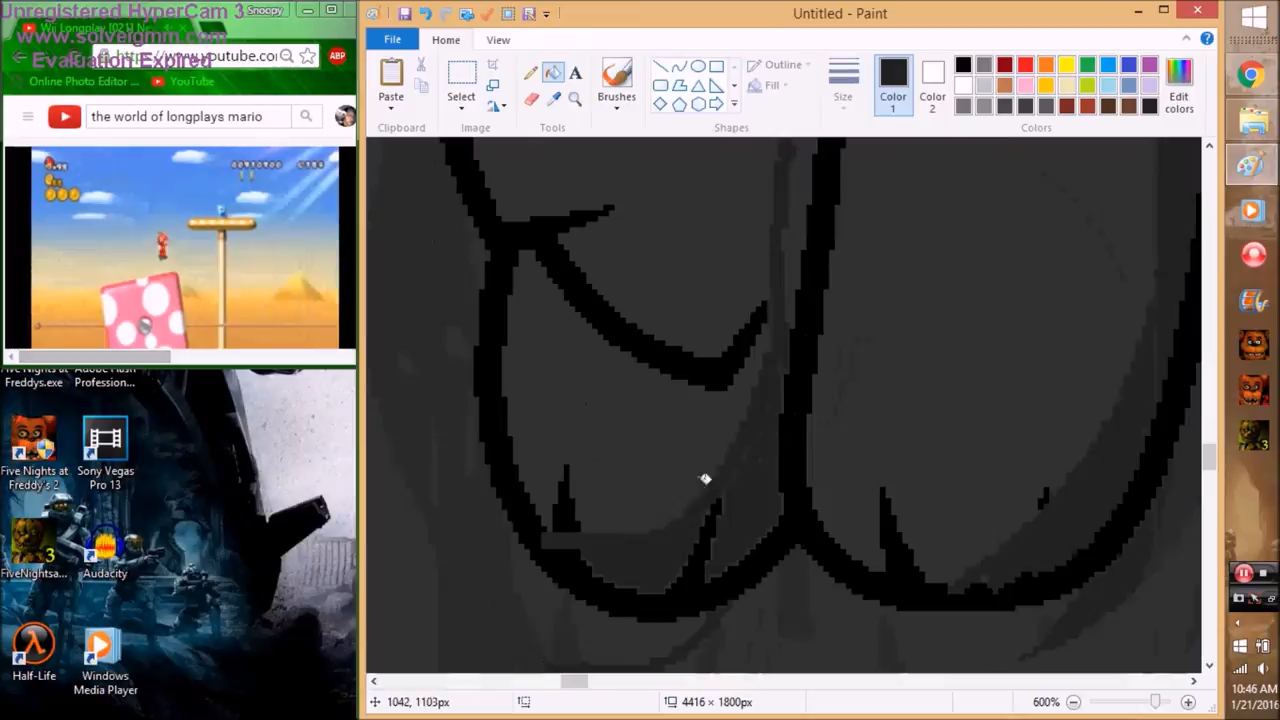 Unregistered HyperCam 3
www.solveigmm.com
Evaluation Expired
Snoopy
Online Photo Editor ...
YouTube
ABP
the world of longplays mario
Untitled - Paint
File
Home
View
Paste
Select
Brushes
Outline
Fill
Size
Color 1
Color 2
Edit colors
Clipboard
Image
Tools
Shapes
Colors
Five Nights at Freddys.exe
Adobe Flash Profession...
Five Nights at Freddy's 2
Sony Vegas Pro 13
FiveNightsa...
Audacity
Half-Life
Windows Media Player
1042, 1103px
4416 × 1800px
600%
10:46 AM
1/21/2016